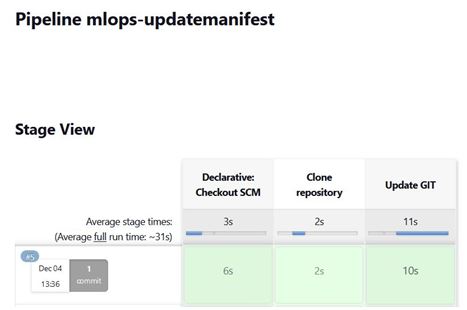 Pipeline mlops-updatemanifest
Stage View
Declarative:
Checkout SCM
Clone
repository
Update GIT
Average stage times:
(Average full run time: ~31s)
3s
2s
11s
#5
Dec 04
13:36
1
commit
6s
2s
10s